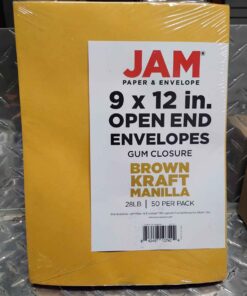 JAM®
PAPER & ENVELOPE
9 x 12 in.
OPEN END
ENVELOPES
GUM CLOSURE
BROWN
KRAFT
MANILLA
28LB | 50 PER PACK